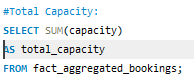 #Total Capacity:
SELECT SUM(capacity)
AS total_capacity
FROM fact_aggregated_bookings;